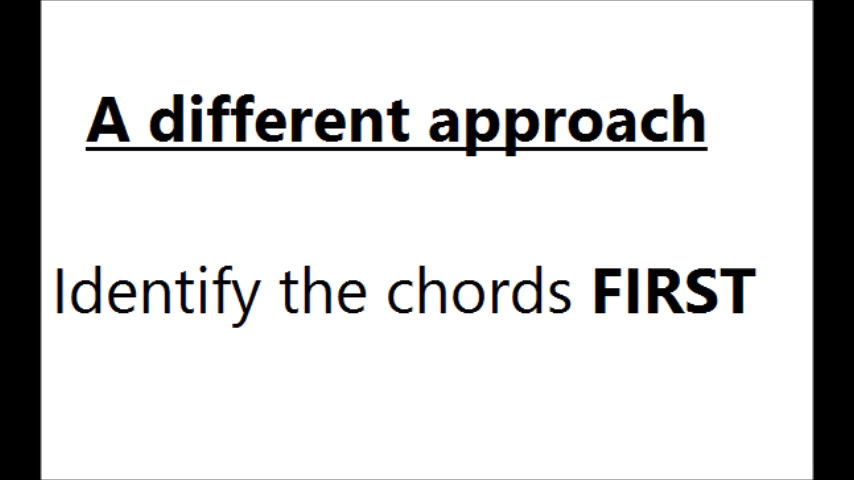 A different approach
Identify the chords FIRST